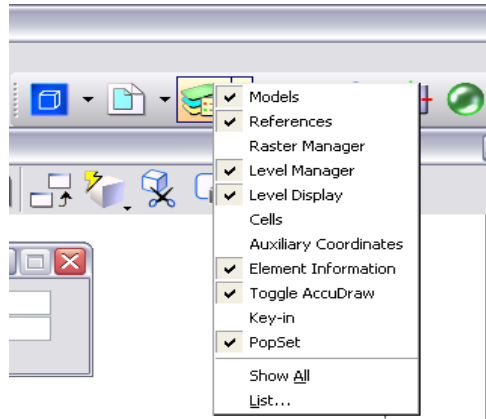 Models
References
Raster Manager
Level Manager
Level Display
Cells
Auxiliary Coordinates
Element Information
Toggle AccuDraw
Key-in
PopSet
Show All
List...